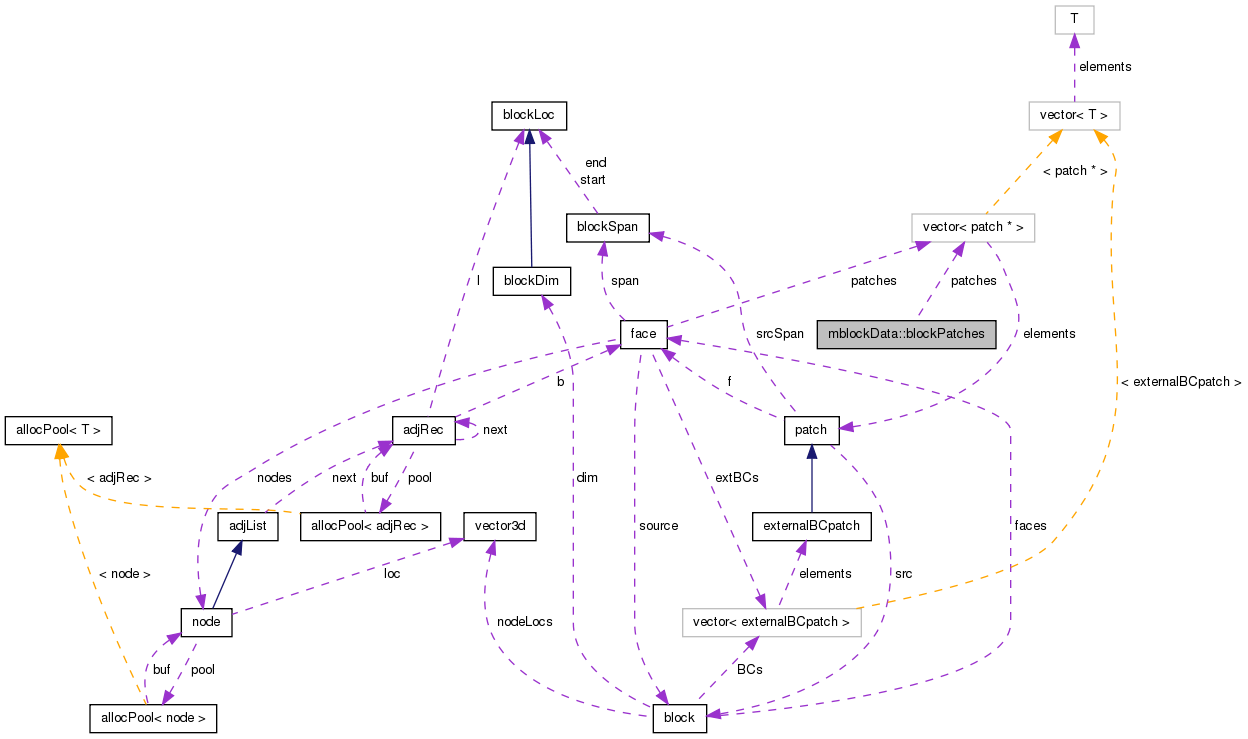 T
elements
blockLoc
vector< T >
end
start
< patch * >
blockSpan
vector< patch * >
l
blockDim
span
patches
patches
face
srcSpan
mblockData::blockPatches
elements
b
f
< externalBCpatch >
allocPool< T >
adjRec
next
patch
< adjRec >
nodes
next
buf
pool
dim
extBCs
adjList
allocPool< adjRec >
vector3d
source
externalBCpatch
faces
< node >
loc
elements
src
node
nodeLocs
vector< externalBCpatch >
buf
pool
BCs
allocPool< node >
block